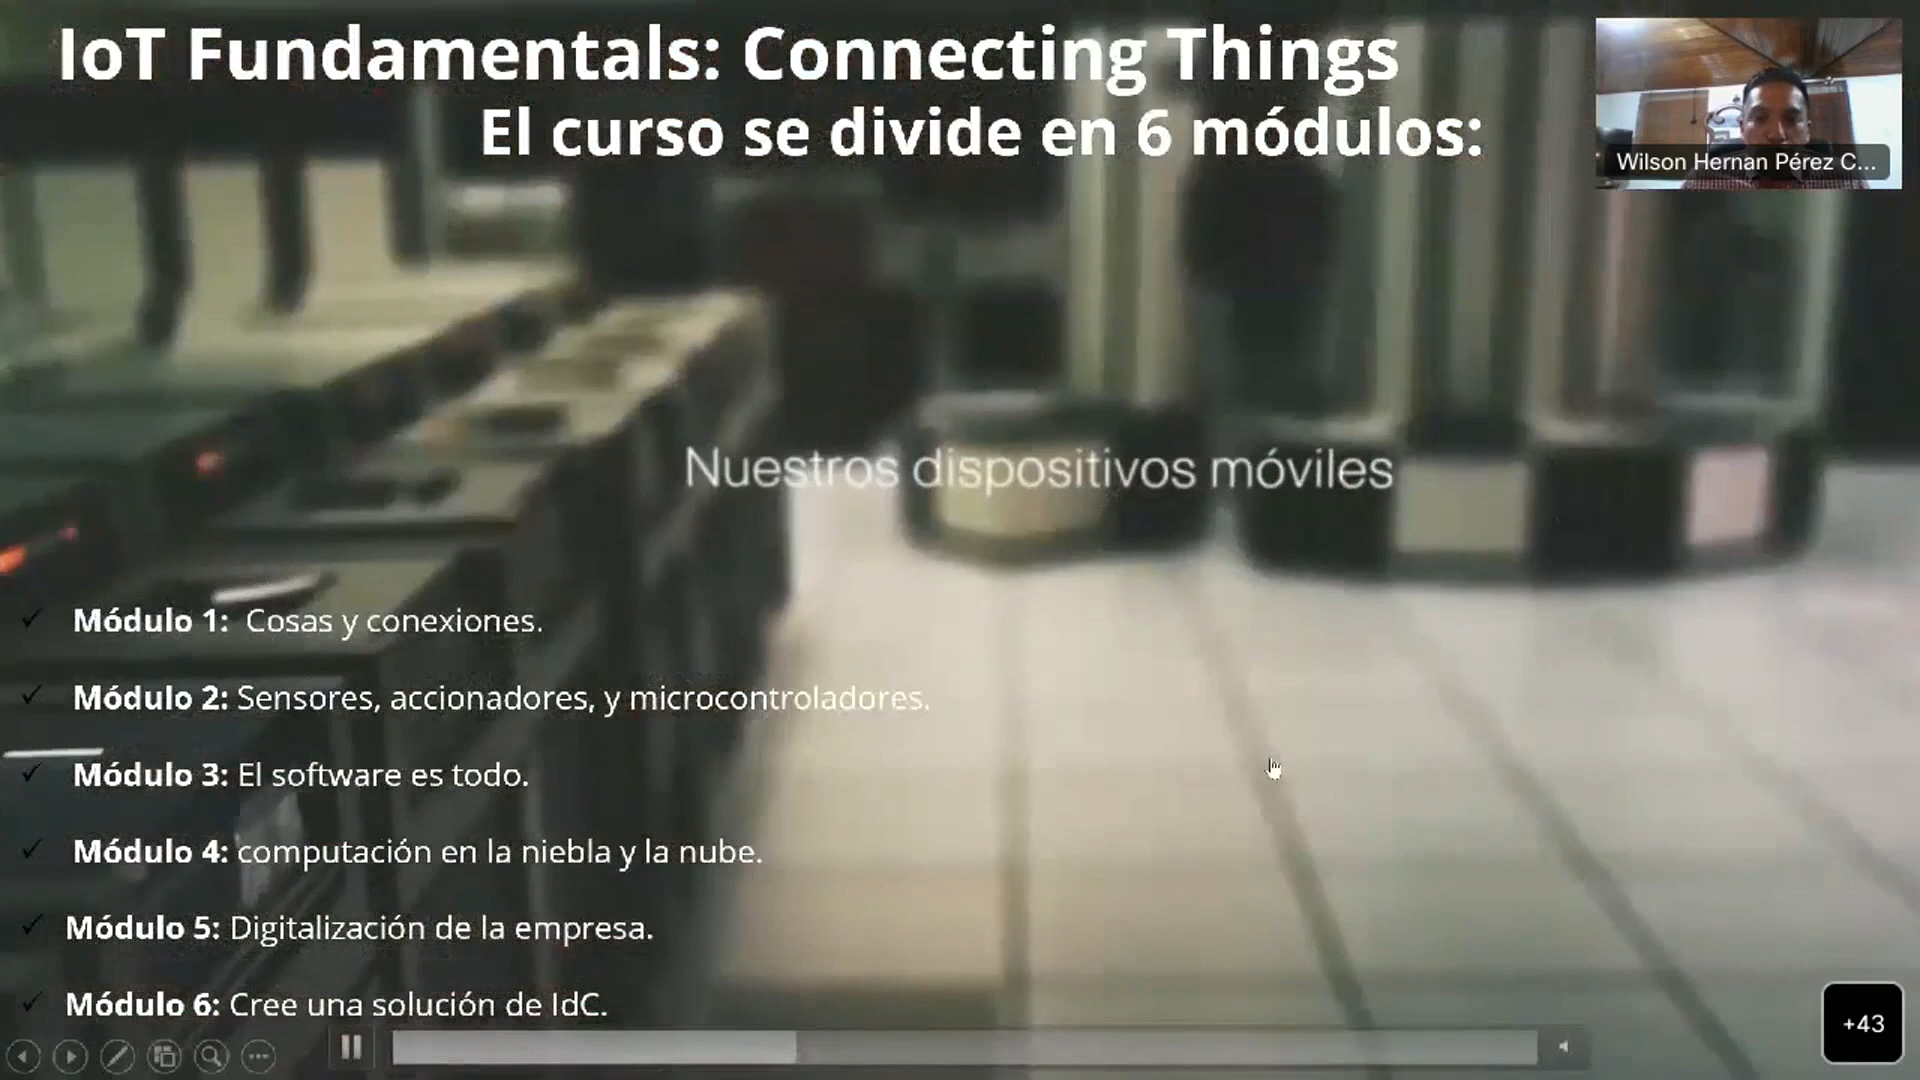 IoT Fundamentals: Connecting Things
El curso se divide en 6 módulos:
Wilson Hernan Pérez C...
Nuestros dispositivos móviles
Módulo 1: Cosas y conexiones.
Módulo 2: Sensores, accionadores, y microcontroladores.
Módulo 3: El software es todo.
Módulo 4: computación en la niebla y la nube.
Módulo 5: Digitalización de la empresa.
Módulo 6: Cree una solución de IdC.
+43